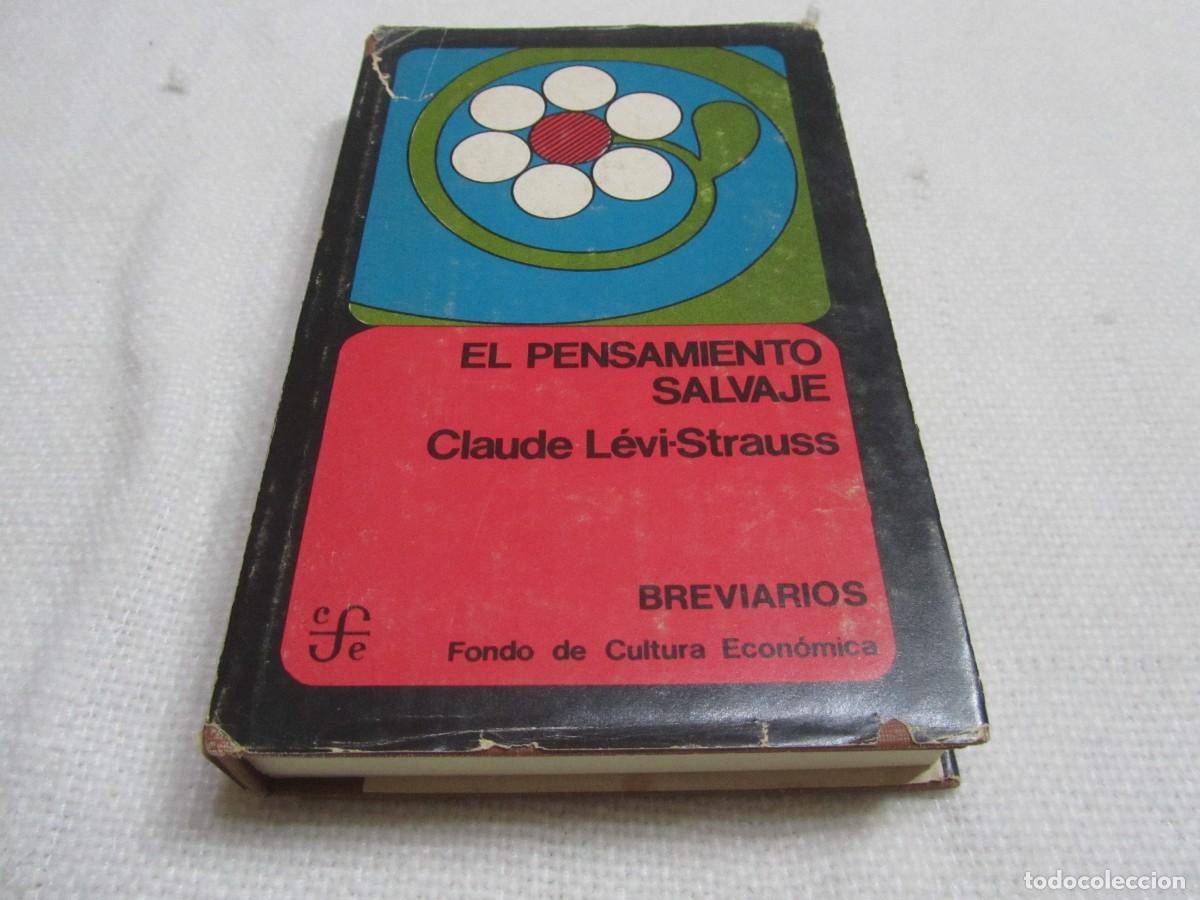 EL PENSAMIENTO
SALVAJE
Claude Lévi-Strauss
BREVIARIOS
Fondo de Cultura Económica
cfe
todocoleccion